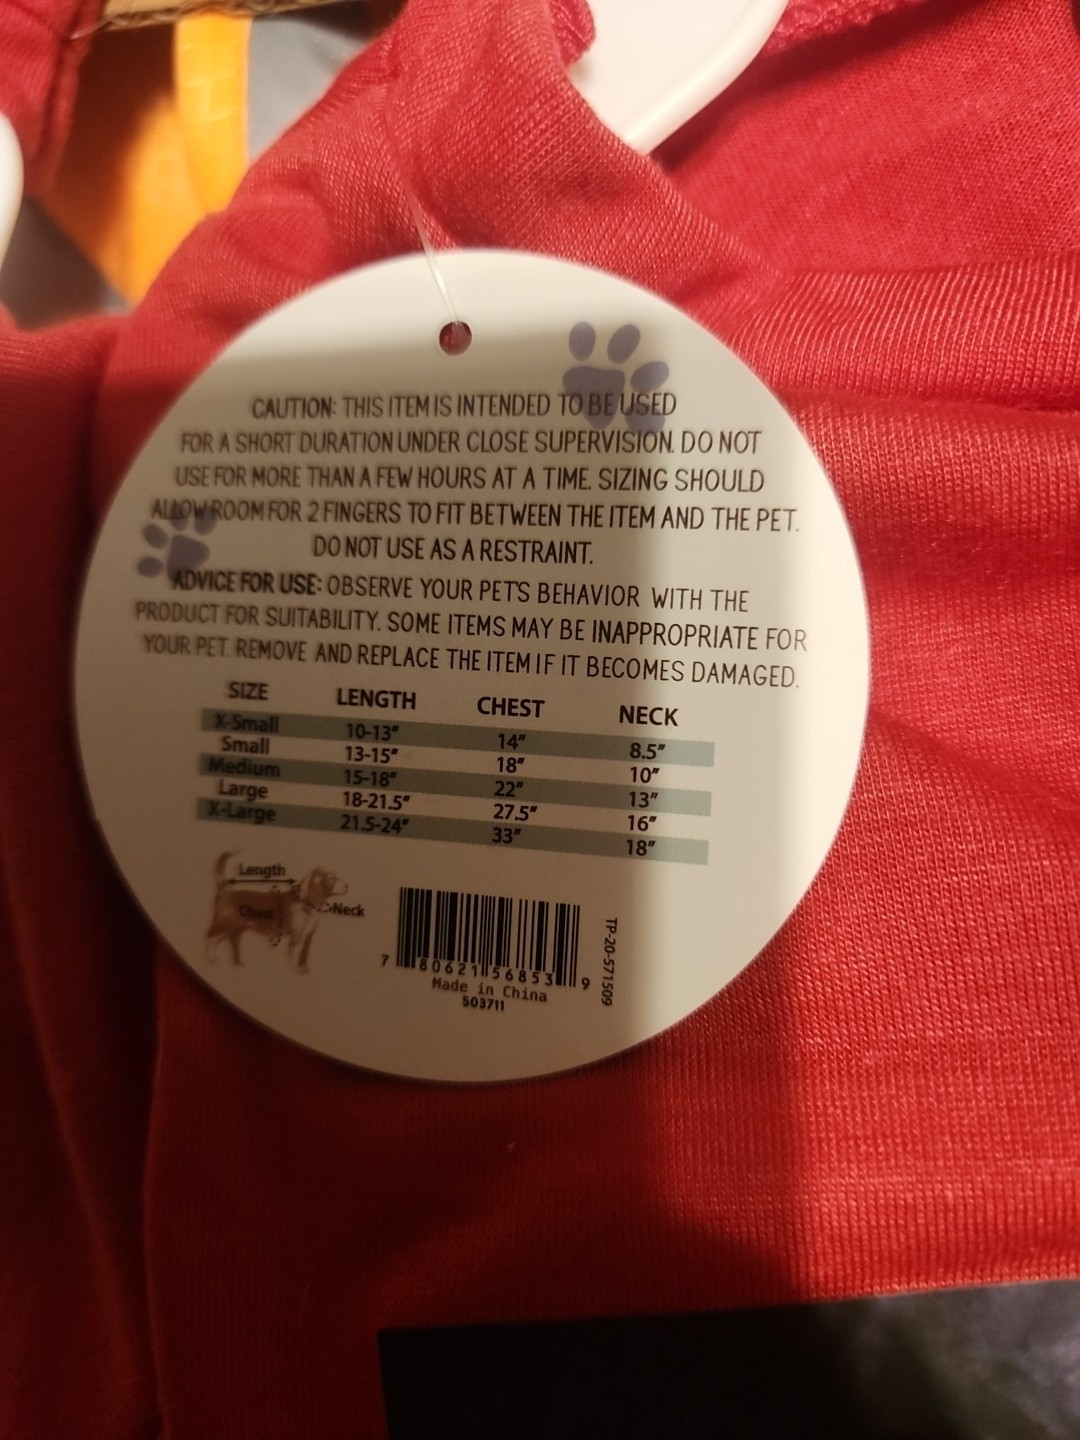 CAUTION: THIS ITEM IS INTENDED TO BE USED
FOR A SHORT DURATION UNDER CLOSE SUPERVISION. DO NOT
USE FOR MORE THAN A FEW HOURS AT A TIME. SIZING SHOULD
ALLOW ROOM FOR 2 FINGERS TO FIT BETWEEN THE ITEM AND THE PET.
DO NOT USE AS A RESTRAINT.
ADVICE FOR USE: OBSERVE YOUR PET'S BEHAVIOR WITH THE
PRODUCT FOR SUITABILITY. SOME ITEMS MAY BE INAPPROPRIATE FOR
YOUR PET. REMOVE AND REPLACE THE ITEM IF IT BECOMES DAMAGED.
SIZE LENGTH CHEST NECK
X-Small 10-13" 14" 8.5"
Small 13-15" 18" 10"
Medium 15-18" 22" 13"
Large 18-21.5" 27.5" 16"
X-Large 21.5-24" 33" 18"
Length
Chest
Neck
7 80621 56853 9
Made in China
503711
TP-20-571509